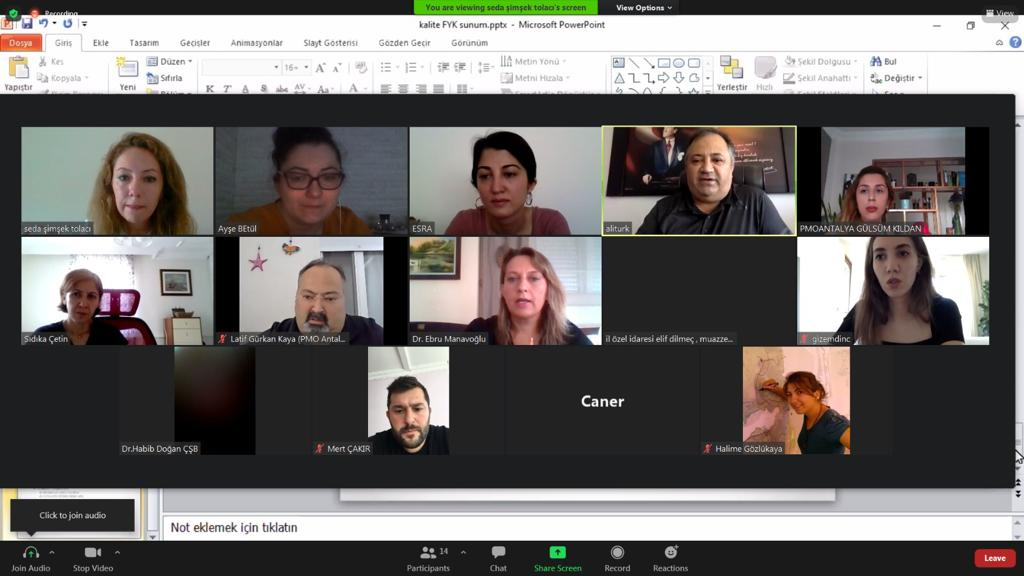 Recording
You are viewing seda şimşek tolacı's screen
View Options
View
kalite FYK sunum.pptx - Microsoft PowerPoint
Dosya
Giriş
Ekle
Tasarım
Geçişler
Animasyonlar
Slayt Gösterisi
Gözden Geçir
Görünüm
Yapıştır
Kes
Kopyala
Yeni
Düzen
Sıfırla
16
Metin Yönü
Metni Hizala
Yerleştir
Hızlı
Şekil Dolgusu
Şekil Anahattı
Bul
Değiştir
seda şimşek tolacı
Ayşe BEtül
ESRA
aliturk
PMOANTALYA GÜLSÜM KILDAN
Sıdıka Çetin
Latif Gürkan Kaya (PMO Antal...
Dr. Ebru Manavoğlu
il özel idaresi elif dilmeç , muazze...
gizemdinc
Dr.Habib Doğan ÇŞB
Mert ÇAKIR
Caner
Halime Gözlükaya
Click to join audio
Not eklemek için tıklatın
Join Audio
Stop Video
Participants
14
Chat
Share Screen
Record
Reactions
Leave